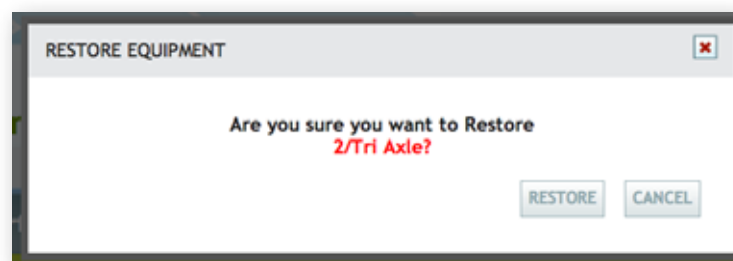 RESTORE EQUIPMENT
Are you sure you want to Restore
2/Tri Axle?
RESTORE CANCEL